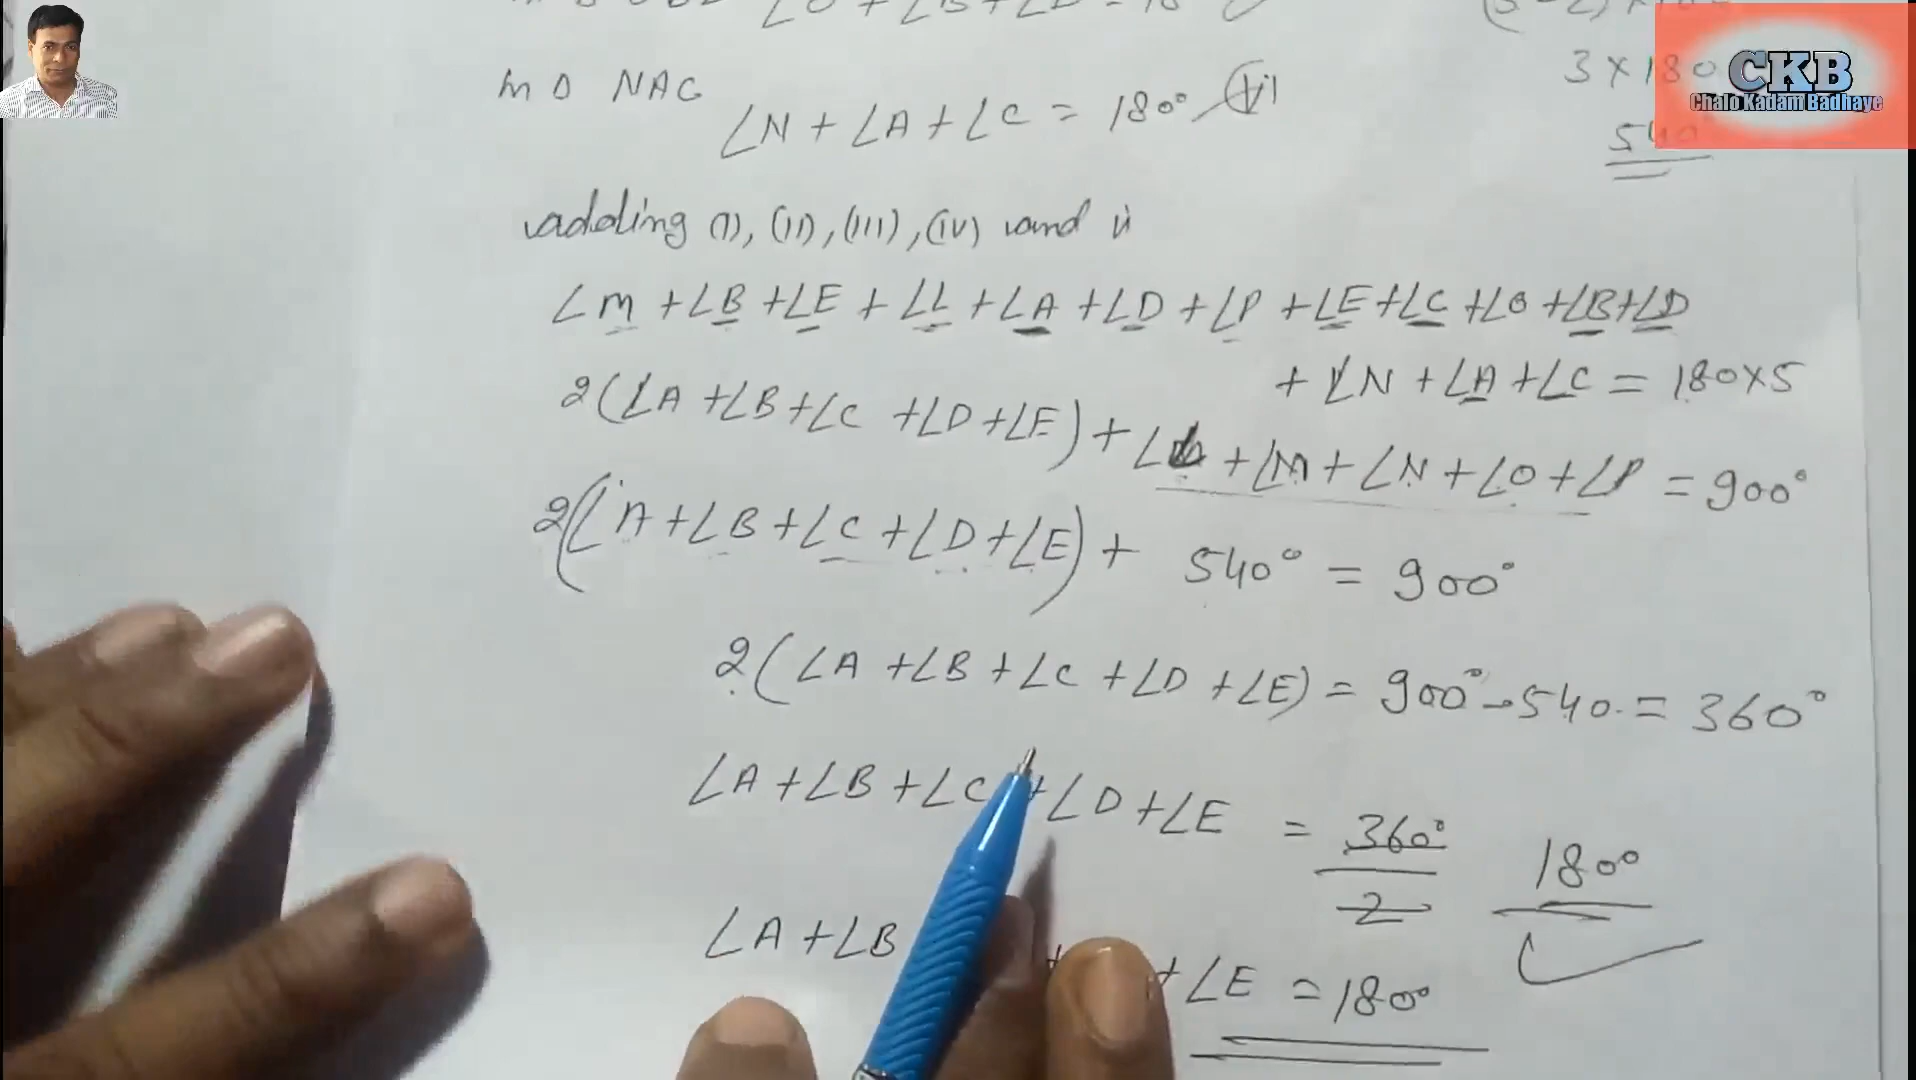 ∠O + ∠B + ∠D = 180
3 × 180
540°
CKB
Chalo Kadam Badhaye
in Δ NAC
∠N + ∠A + ∠C = 180°
adding (I), (II), (III), (IV) and v
∠M + ∠B + ∠E + ∠L + ∠A + ∠D + ∠P + ∠E + ∠C + ∠O + ∠B + ∠D
+ ∠N + ∠A + ∠C = 180×5
2(∠A + ∠B + ∠C + ∠D + ∠E) + ∠L + ∠M + ∠N + ∠O + ∠P = 900°
2(∠A + ∠B + ∠C + ∠D + ∠E) + 540° = 900°
2(∠A + ∠B + ∠C + ∠D + ∠E) = 900° - 540 = 360°
∠A + ∠B + ∠C + ∠D + ∠E = 360°/2 180°
∠A + ∠B + + ∠E = 180°